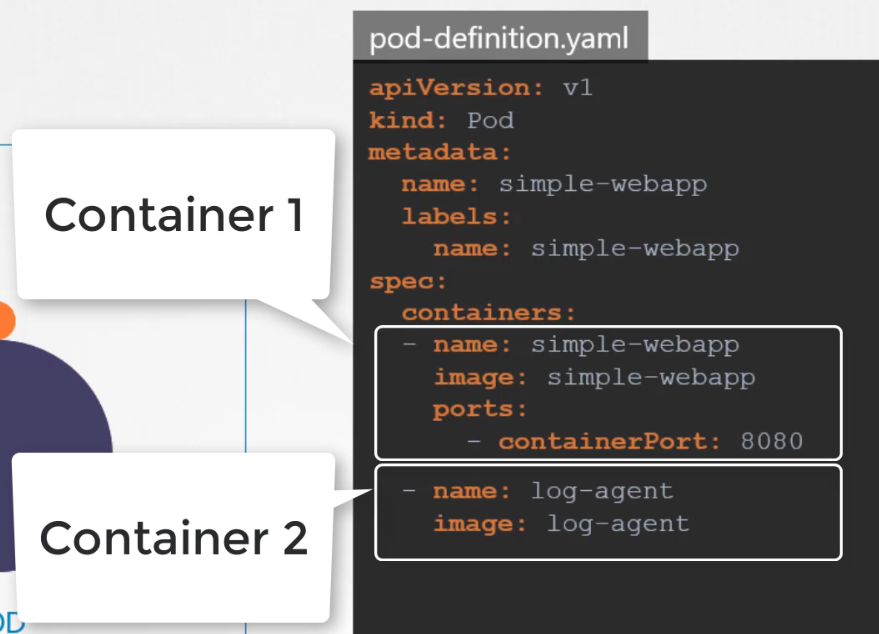 pod-definition.yaml
apiVersion: v1
kind: Pod
metadata:
  name: simple-webapp
  labels:
    name: simple-webapp
spec:
  containers:
  - name: simple-webapp
    image: simple-webapp
    ports:
      - containerPort: 8080
  - name: log-agent
    image: log-agent
Container 1
Container 2